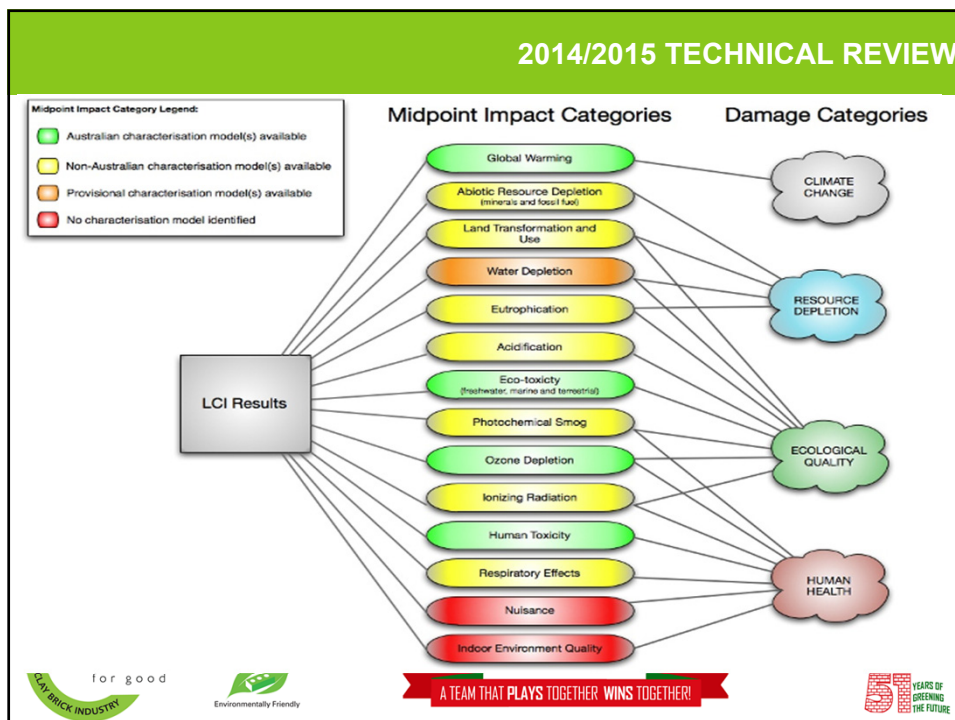 2014/2015 TECHNICAL REVIEW
Midpoint Impact Category Legend:
Australian characterisation model(s) available
Non-Australian characterisation model(s) available
Provisional characterisation model(s) available
No characterisation model identified
Midpoint Impact Categories
Damage Categories
LCI Results
Global Warming
Abiotic Resource Depletion
(minerals and fossil fuel)
Land Transformation and
Use
Water Depletion
Eutrophication
Acidification
Eco-toxicty
(freshwater, marine and terrestrial)
Photochemical Smog
Ozone Depletion
Ionizing Radiation
Human Toxicity
Respiratory Effects
Nuisance
Indoor Environment Quality
CLIMATE
CHANGE
RESOURCE
DEPLETION
ECOLOGICAL
QUALITY
HUMAN
HEALTH
for good
CLAY BRICK INDUSTRY
Environmentally Friendly
A TEAM THAT PLAYS TOGETHER WINS TOGETHER!
51 YEARS OF
GREENING
THE FUTURE